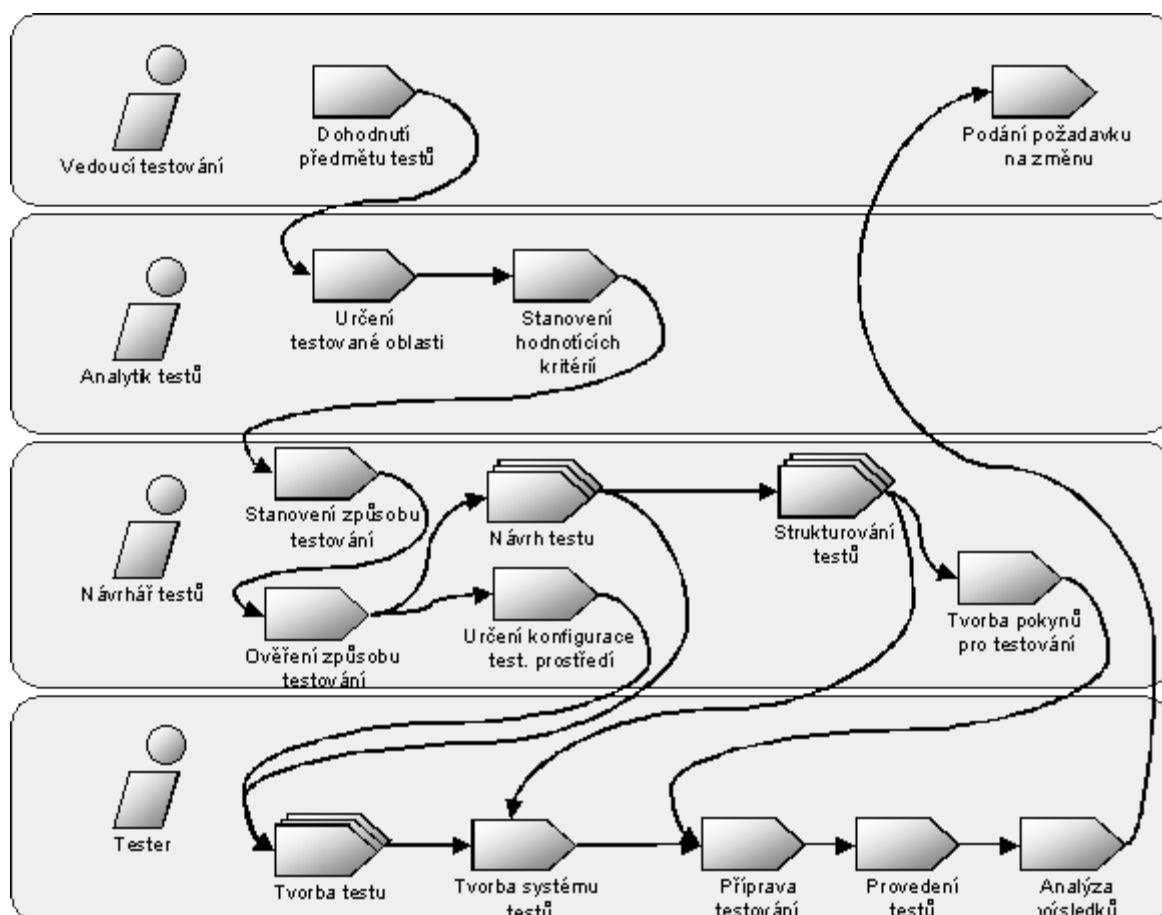 Vedoucí testování
Dohodnutí
předmětu testů
Podání požadavku
na změnu
Analytik testů
Určení
testované oblasti
Stanovení
hodnotících
kritérií
Návrhář testů
Stanovení způsobu
testování
Návrh testu
Strukturování
testů
Ověření způsobu
testování
Určení konfigurace
test. prostředí
Tvorba pokynů
pro testování
Tester
Tvorba testu
Tvorba systému
testů
Příprava
testování
Provedení
testů
Analýza
výsledků